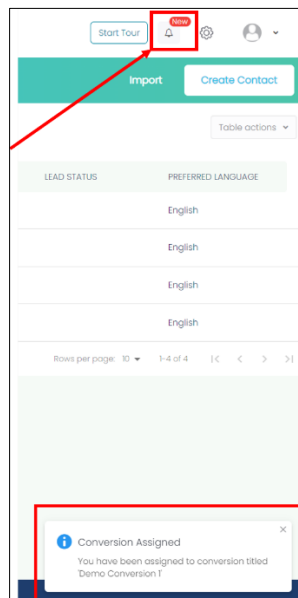 New
Start Tour
Import
Create Contact
Table actions
LEAD STATUS PREFERRED LANGUAGE
English
English
English
English
Rows per page: 10 1-4 of 4
Conversion Assigned
You have been assigned to conversion titled
'Demo Conversion 1'